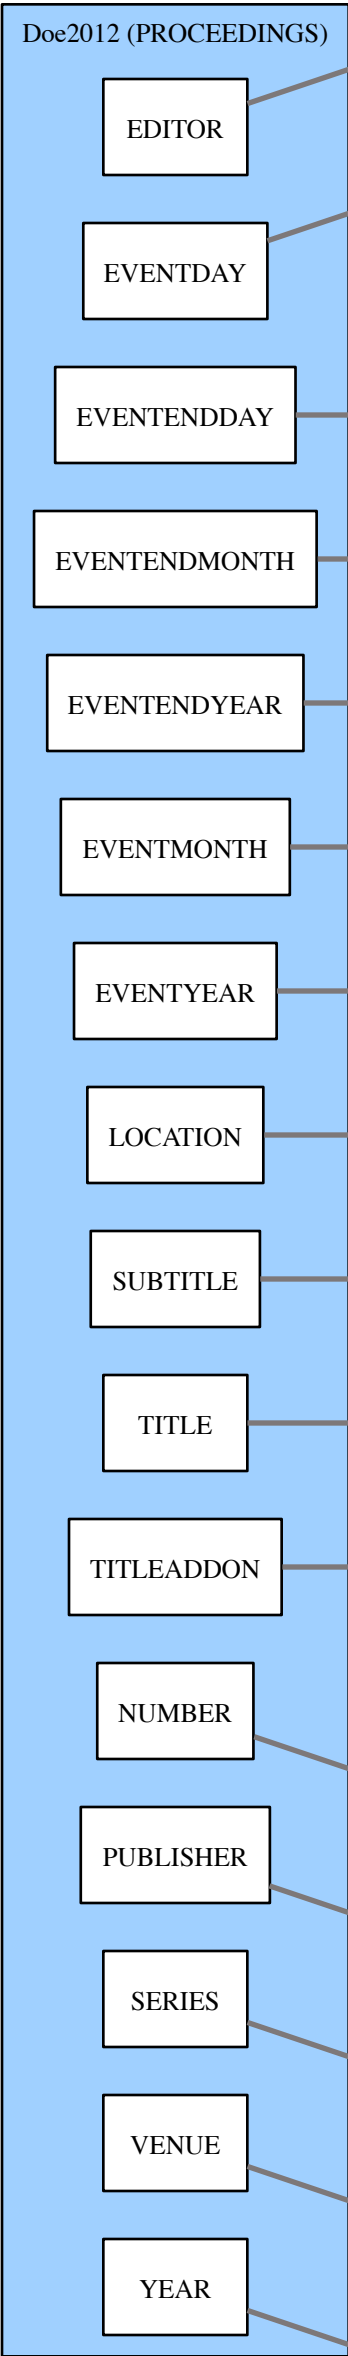 Doe2012 (PROCEEDINGS)
EDITOR
EVENTDAY
EVENTENDDAY
EVENTENDMONTH
EVENTENDYEAR
EVENTMONTH
EVENTYEAR
LOCATION
SUBTITLE
TITLE
TITLEADDON
NUMBER
PUBLISHER
SERIES
VENUE
YEAR